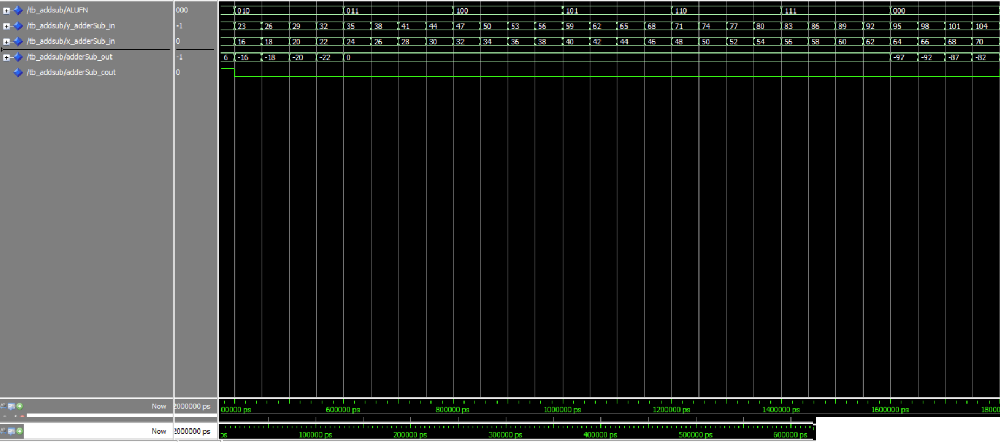 /tb_addsub/ALUFN 000 010 011 100 101 110 111 000
/tb_addsub/y_adderSub_in -1 23 26 29 32 35 38 41 44 47 50 53 56 59 62 65 68 71 74 77 80 83 86 89 92 95 98 101 104
/tb_addsub/x_adderSub_in 0 16 18 20 22 24 26 28 30 32 34 36 38 40 42 44 46 48 50 52 54 56 58 60 62 64 66 68 70
/tb_addsub/adderSub_out -1 6 -16 -18 -20 -22 0 -97 -92 -87 -82
/tb_addsub/adderSub_cout 0
Now 2000000 ps 00000 ps 600000 ps 800000 ps 1000000 ps 1200000 ps 1400000 ps 1600000 ps 18000
Now 2000000 ps ps 100000 ps 200000 ps 300000 ps 400000 ps 500000 ps 600000 ps